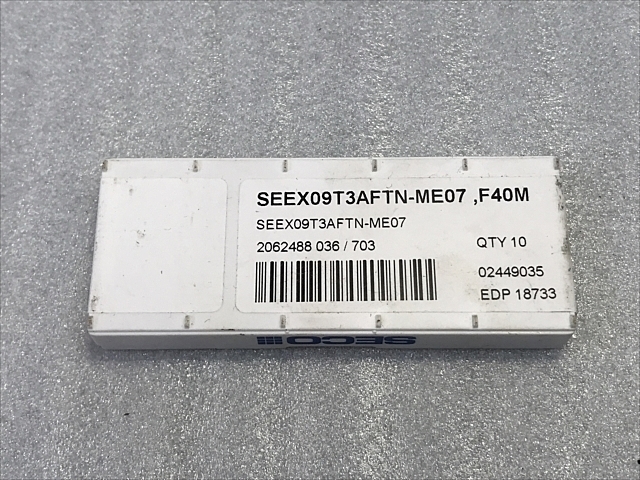 SEEX09T3AFTN-ME07 ,F40M
SEEX09T3AFTN-ME07
2062488 036 / 703
QTY 10
02449035
EDP 18733
SECO